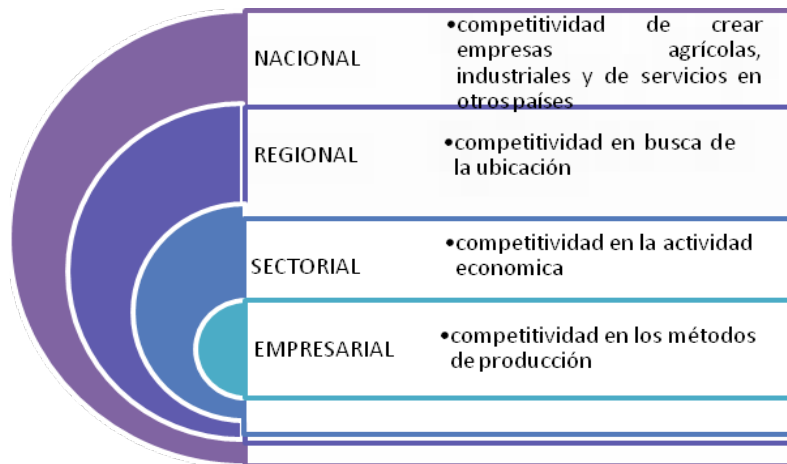 NACIONAL
•competitividad de crear
empresas agrícolas,
industriales y de servicios en
otros países
REGIONAL
•competitividad en busca de
la ubicación
SECTORIAL
•competitividad en la actividad
economica
EMPRESARIAL
•competitividad en los métodos
de producción